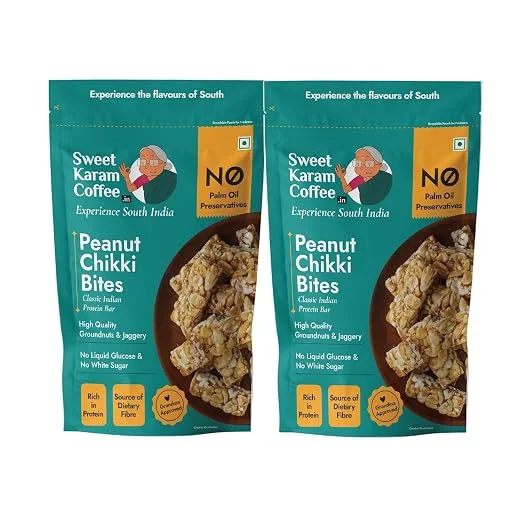 Experience the flavours of South
Sweet
Karam
Coffee
.in
Experience South India
NO
Palm Oil
Preservatives
Peanut
Chikki
Bites
Classic Indian
Protein Bar
High Quality
Groundnuts & Jaggery
No Liquid Glucose &
No White Sugar
Rich
in
Protein
Source of
Dietary
Fibre
Grandma
Approved
Experience the flavours of South
Sweet
Karam
Coffee
.in
Experience South India
NO
Palm Oil
Preservatives
Peanut
Chikki
Bites
Classic Indian
Protein Bar
High Quality
Groundnuts & Jaggery
No Liquid Glucose &
No White Sugar
Rich
in
Protein
Source of
Dietary
Fibre
Grandma
Approved